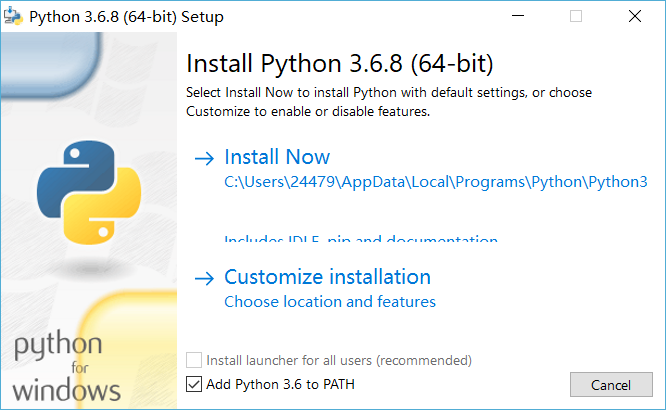 Python 3.6.8 (64-bit) Setup
Install Python 3.6.8 (64-bit)
Select Install Now to install Python with default settings, or choose
Customize to enable or disable features.
Install Now
C:\Users\24479\AppData\Local\Programs\Python\Python3
Includes IDLE, pip and documentation
Customize installation
Choose location and features
Install launcher for all users (recommended)
Add Python 3.6 to PATH
Cancel
python
for
windows